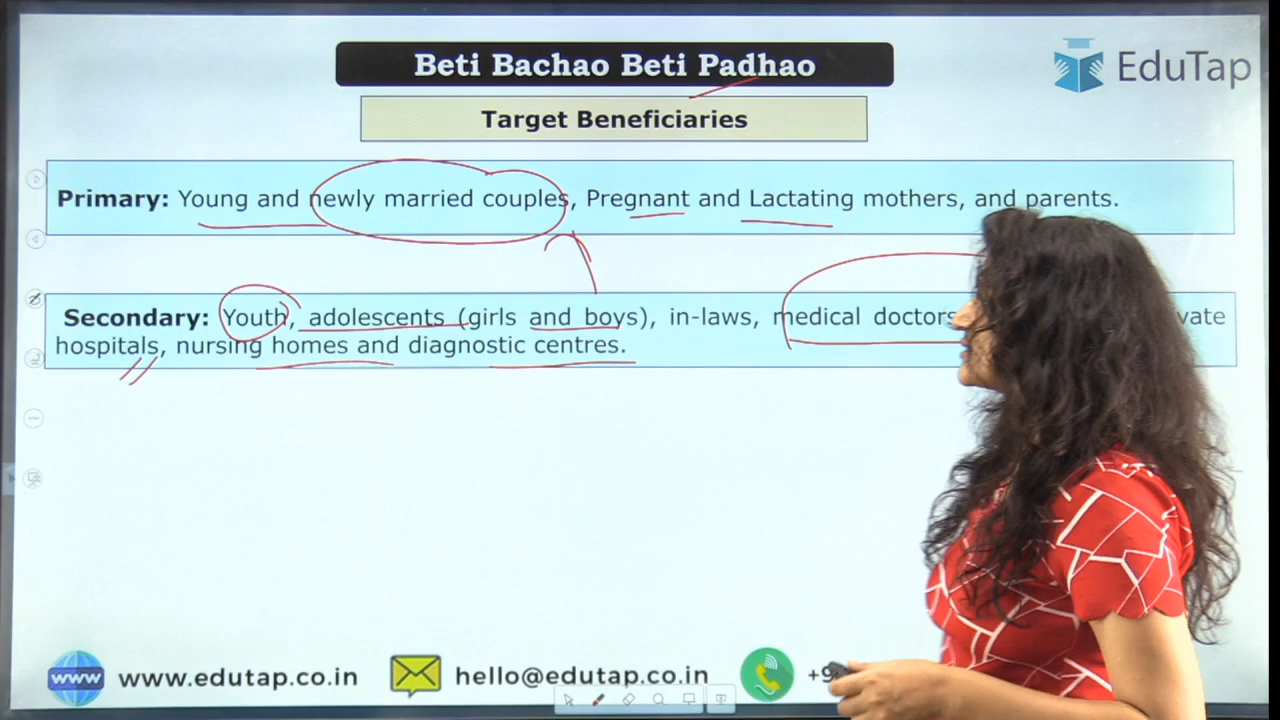 Beti Bachao Beti Padhao
EduTap
Target Beneficiaries
Primary: Young and newly married couples, Pregnant and Lactating mothers, and parents.
Secondary: Youth, adolescents (girls and boys), in-laws, medical doctors
hospitals, nursing homes and diagnostic centres.
www
www.edutap.co.in
hello@edutap.co.in